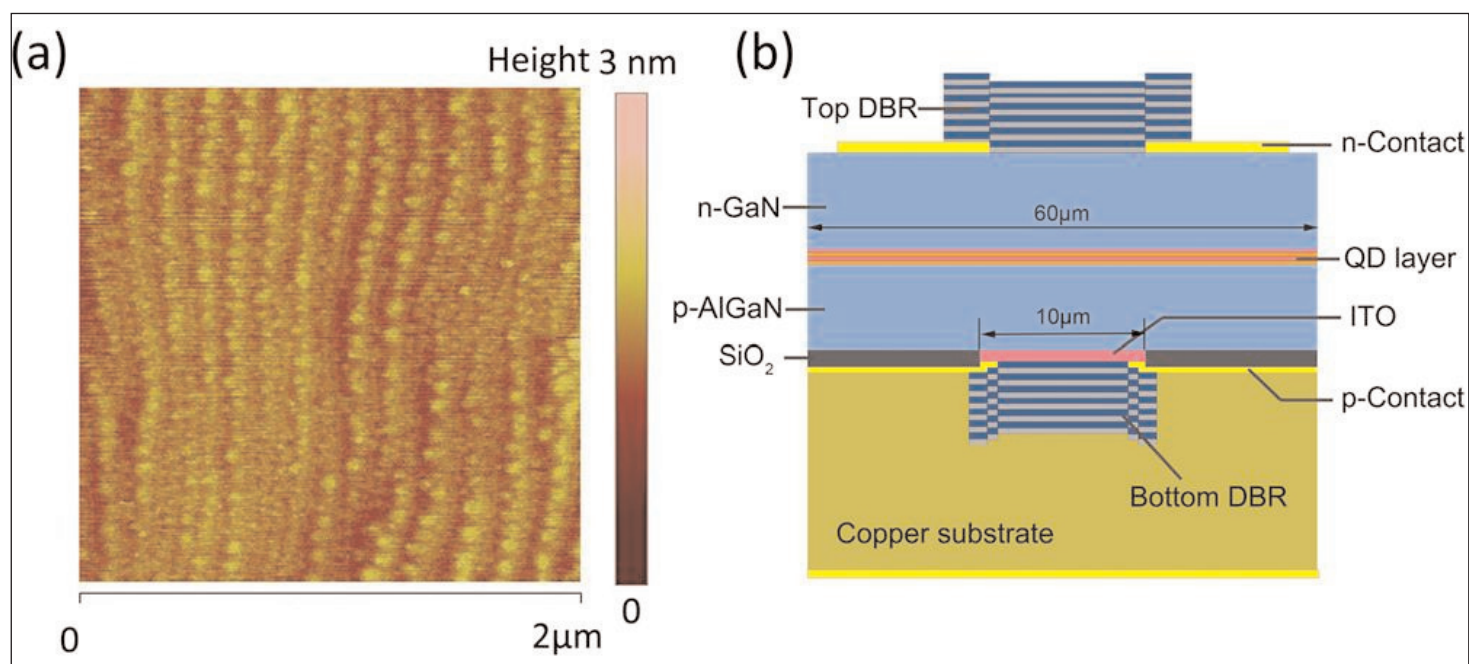 (a)
Height 3 nm
0
0
2μm
(b)
Top DBR
n-Contact
n-GaN
60μm
QD layer
p-AlGaN
10μm
ITO
SiO₂
p-Contact
Bottom DBR
Copper substrate